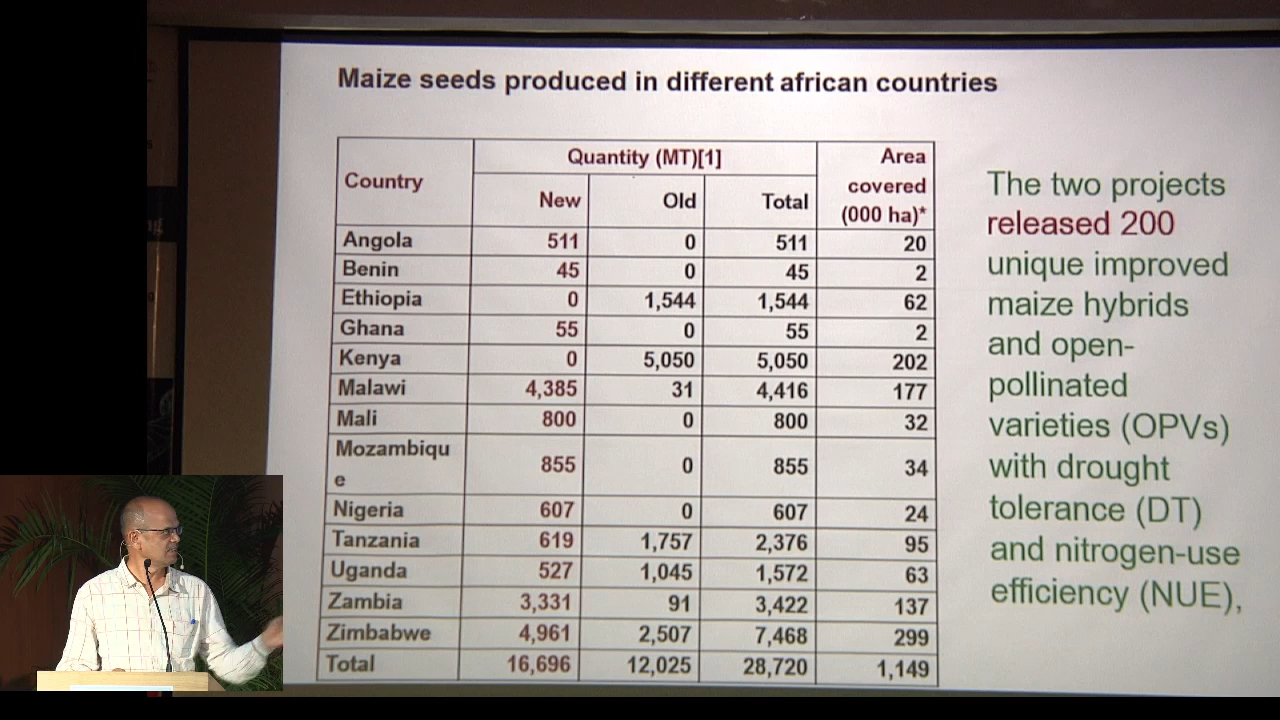 Maize seeds produced in different african countries
Country Quantity (MT)[1] Area covered (000 ha)*
New Old Total
Angola 511 0 511 20
Benin 45 0 45 2
Ethiopia 0 1,544 1,544 62
Ghana 55 0 55 2
Kenya 0 5,050 5,050 202
Malawi 4,385 31 4,416 177
Mali 800 0 800 32
Mozambiqu
e 855 0 855 34
Nigeria 607 0 607 24
Tanzania 619 1,757 2,376 95
Uganda 527 1,045 1,572 63
Zambia 3,331 91 3,422 137
Zimbabwe 4,961 2,507 7,468 299
Total 16,696 12,025 28,720 1,149
The two projects
released 200
unique improved
maize hybrids
and open-
pollinated
varieties (OPVs)
with drought
tolerance (DT)
and nitrogen-use
efficiency (NUE),